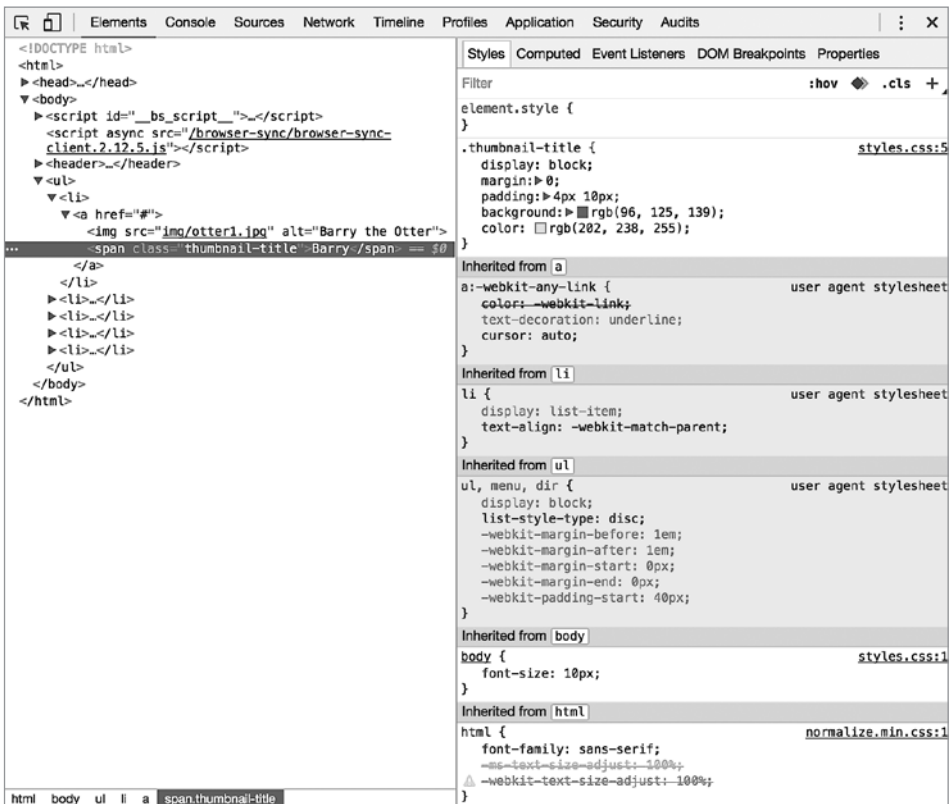 Elements Console Sources Network Timeline Profiles Application Security Audits
<!DOCTYPE html>
<html>
▶<head>…</head>
▼<body>
▶<script id="__bs_script__">…</script>
<script async src="/browser-sync/browser-sync-
client.2.12.5.js"></script>
▶<header>…</header>
▼<ul>
▼<li>
▼<a href="#">
<img src="img/otter1.jpg" alt="Barry the Otter">
<span class="thumbnail-title">Barry</span> == $0
</a>
</li>
▶<li>…</li>
▶<li>…</li>
▶<li>…</li>
▶<li>…</li>
</ul>
</body>
</html>
html body ul li a span.thumbnail-title
Styles Computed Event Listeners DOM Breakpoints Properties
Filter :hov .cls +
element.style {
}
.thumbnail-title { styles.css:5
display: block;
margin:▶0;
padding:▶4px 10px;
background:▶rgb(96, 125, 139);
color: rgb(202, 238, 255);
}
Inherited from a
a:-webkit-any-link { user agent stylesheet
color: -webkit-link;
text-decoration: underline;
cursor: auto;
}
Inherited from li
li { user agent stylesheet
display: list-item;
text-align: -webkit-match-parent;
}
Inherited from ul
ul, menu, dir { user agent stylesheet
display: block;
list-style-type: disc;
-webkit-margin-before: 1em;
-webkit-margin-after: 1em;
-webkit-margin-start: 0px;
-webkit-margin-end: 0px;
-webkit-padding-start: 40px;
}
Inherited from body
body { styles.css:1
font-size: 10px;
}
Inherited from html
html { normalize.min.css:1
font-family: sans-serif;
-ms-text-size-adjust: 100%;
-webkit-text-size-adjust: 100%;
}